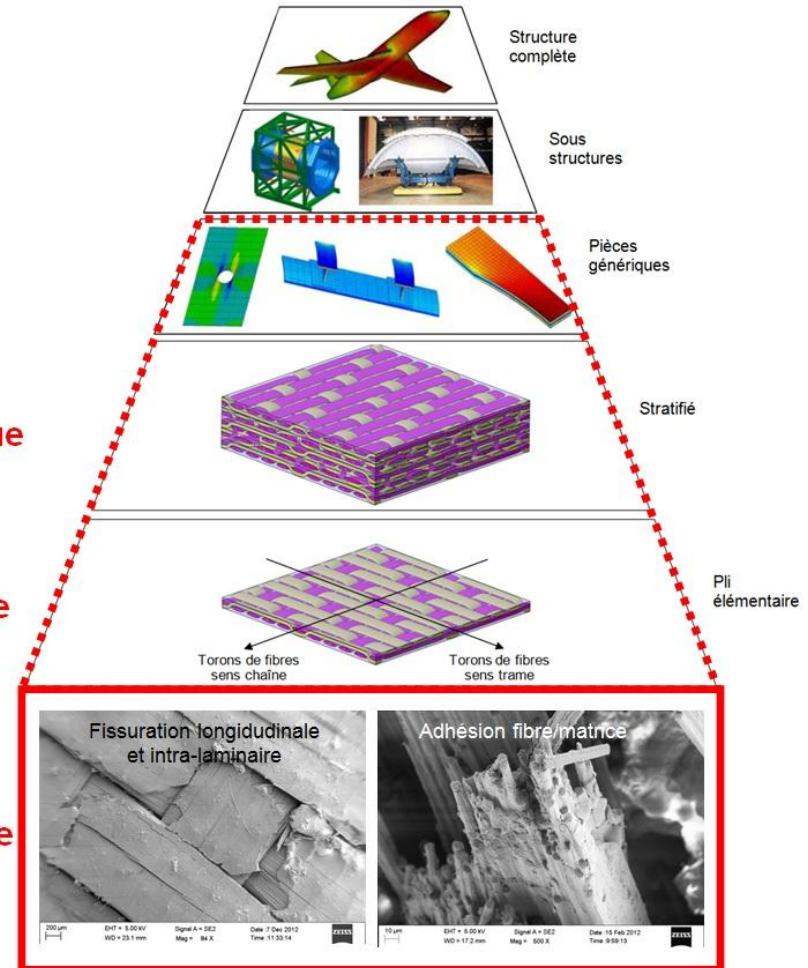 Structure
complète
Sous
structures
Pièces
génériques
ue
Stratifié
e
Pli
élémentaire
Torons de fibres
sens chaîne
Torons de fibres
sens trame
Fissuration longidudinale
et intra-laminaire
Adhésion fibre/matrice
e
200 µm
EHT = 5.00 kV
WD = 23.1 mm
Signal A = SE2
Mag = 84 X
Date :7 Dec 2012
Time :11:33:14
ZEISS
10 µm
EHT = 5.00 kV
WD = 17.2 mm
Signal A = SE2
Mag = 500 X
Date :15 Feb 2012
Time :9:59:13
ZEISS